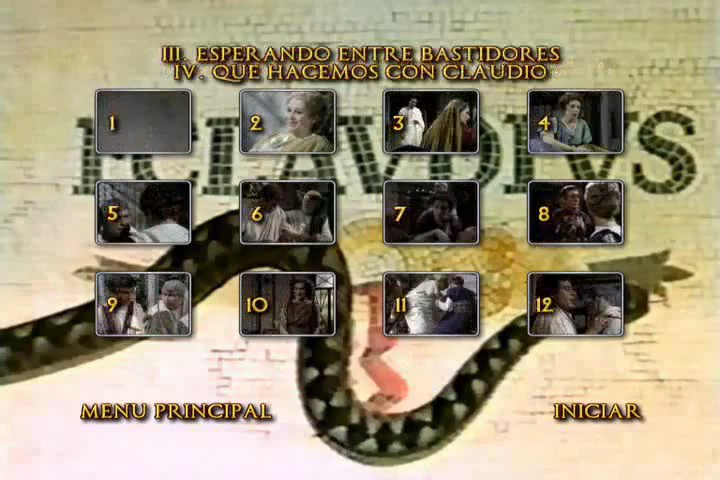 III. ESPERANDO ENTRE BASTIDORES
IV. QUE HACEMOS CON CLAUDIO
I·CLAVDIVS
1 2 3 4
5 6 7 8
9 10 11 12
MENU PRINCIPAL INICIAR